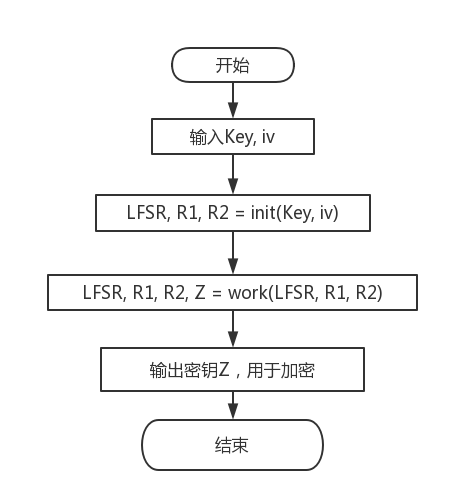 开始
输入Key, iv
LFSR, R1, R2 = init(Key, iv)
LFSR, R1, R2, Z = work(LFSR, R1, R2)
输出密钥Z，用于加密
结束